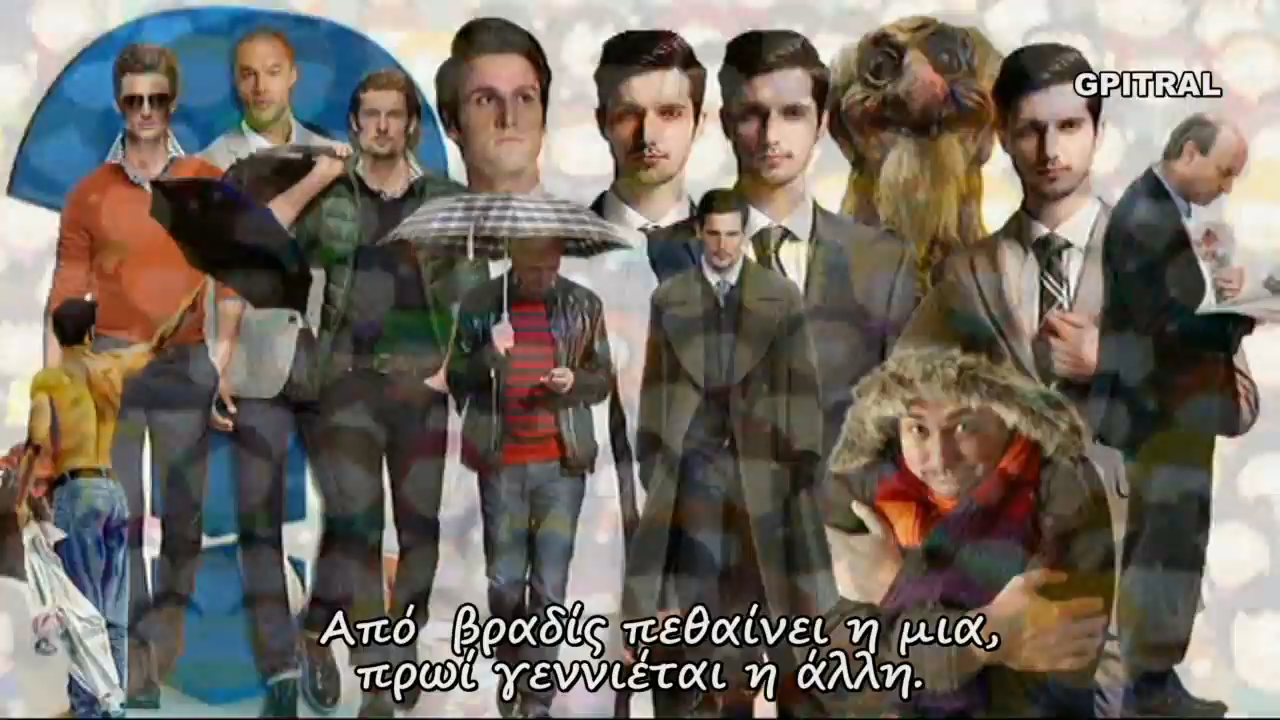 GPITRAL
Από βραδίς πεθαίνει η μια,
πρωί γεννιέται η άλλη.